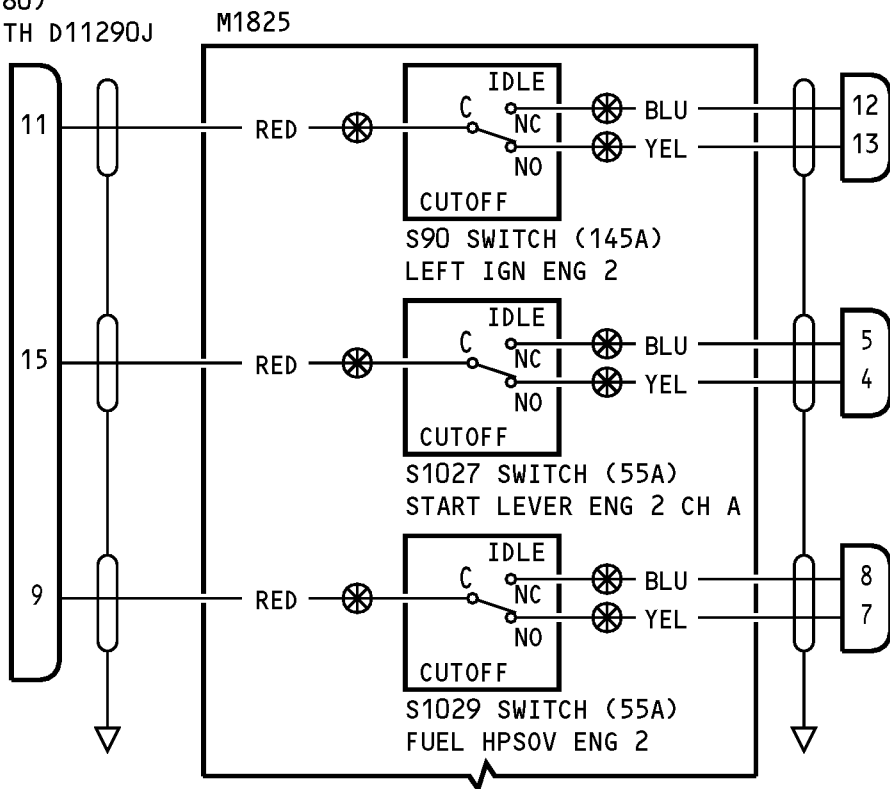 80)
TH D11290J
M1825
11
RED
C
IDLE
NC
NO
CUTOFF
BLU
YEL
12
13
S90 SWITCH (145A)
LEFT IGN ENG 2
15
RED
C
IDLE
NC
NO
CUTOFF
BLU
YEL
5
4
S1027 SWITCH (55A)
START LEVER ENG 2 CH A
9
RED
C
IDLE
NC
NO
CUTOFF
BLU
YEL
8
7
S1029 SWITCH (55A)
FUEL HPSOV ENG 2